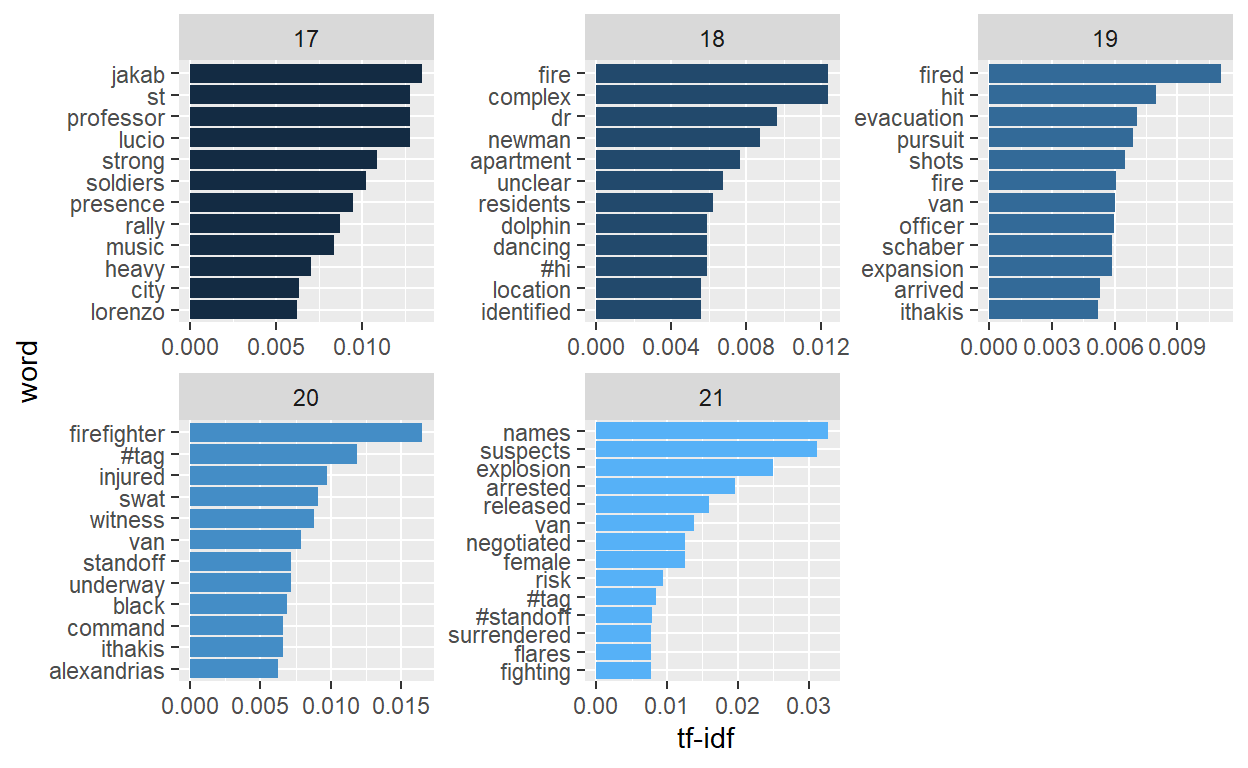 17
jakab
st
professor
lucio
strong
soldiers
presence
rally
music
heavy
city
lorenzo
0.000 0.005 0.010
18
fire
complex
dr
newman
apartment
unclear
residents
dolphin
dancing
#hi
location
identified
0.000 0.004 0.008 0.012
19
fired
hit
evacuation
pursuit
shots
fire
van
officer
schaber
expansion
arrived
ithakis
0.000 0.003 0.006 0.009
word
20
firefighter
#tag
injured
swat
witness
van
standoff
underway
black
command
ithakis
alexandrias
0.000 0.005 0.010 0.015
21
names
suspects
explosion
arrested
released
van
negotiated
female
risk
#tag
#standoff
surrendered
flares
fighting
0.00 0.01 0.02 0.03
tf-idf